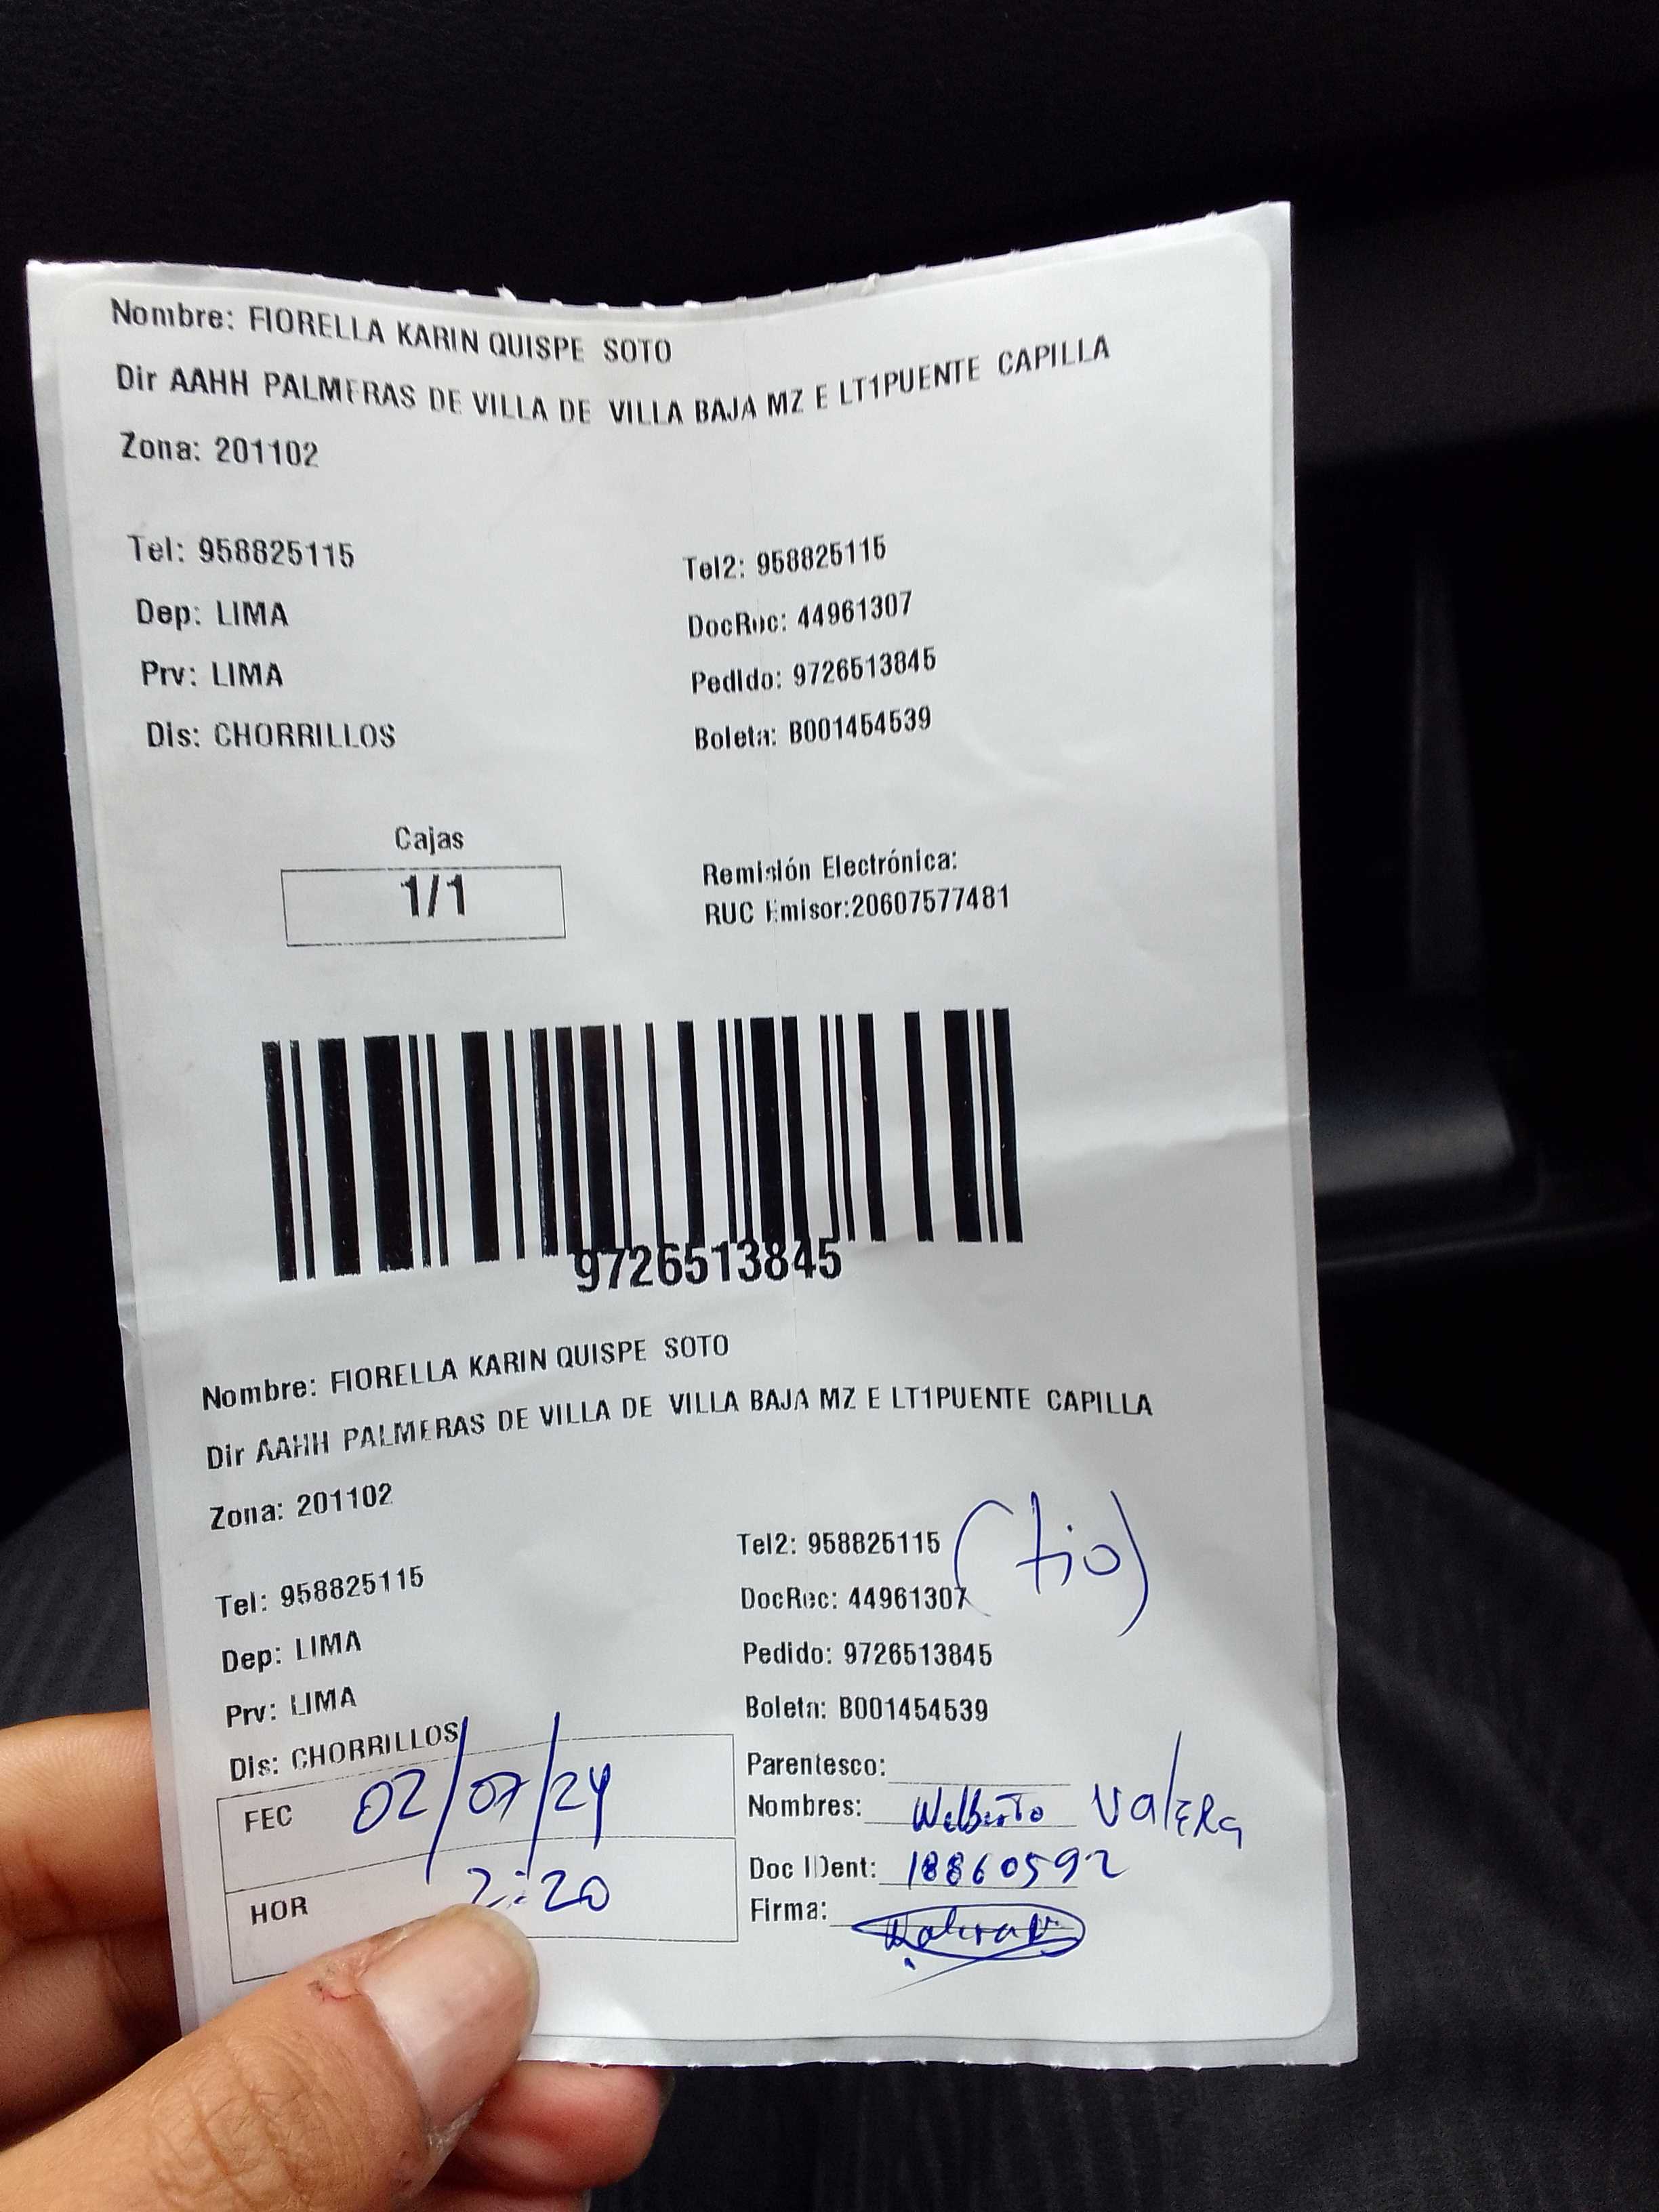 Nombre: FIORELLA KARIN QUISPE SOTO
Dir AAHH PALMERAS DE VILLA DE VILLA BAJA MZ E LT1PUENTE CAPILLA
Zona: 201102
Tel: 958825115
Tel2: 958825115
Dep: LIMA
DocRec: 44961307
Prv: LIMA
Pedido: 9726513845
Dis: CHORRILLOS
Boleta: B001454539
Cajas
1/1
Remisión Electrónica:
RUC Emisor:20607577481
9726513845
Nombre: FIORELLA KARIN QUISPE SOTO
Dir AAHH PALMERAS DE VILLA DE VILLA BAJA MZ E LT1PUENTE CAPILLA
Zona: 201102
Tel2: 958825115 (tio)
Tel: 958825115
DocRec: 44961307
Dep: LIMA
Pedido: 9726513845
Prv: LIMA
Boleta: B001454539
Dis: CHORRILLOS
Parentesco:
FEC 02/07/24
Nombres: Welberto Valera
Doc IDent: 18860592
HOR 2:20
Firma: